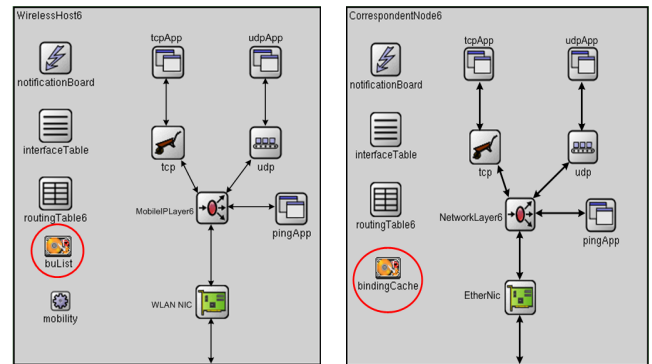 WirelessHost6
tcpApp
udpApp
notificationBoard
interfaceTable
tcp
udp
routingTable6
MobileIPLayer6
pingApp
buList
WLAN NIC
mobility
CorrespondentNode6
tcpApp
udpApp
notificationBoard
interfaceTable
tcp
udp
routingTable6
NetworkLayer6
pingApp
bindingCache
EtherNic